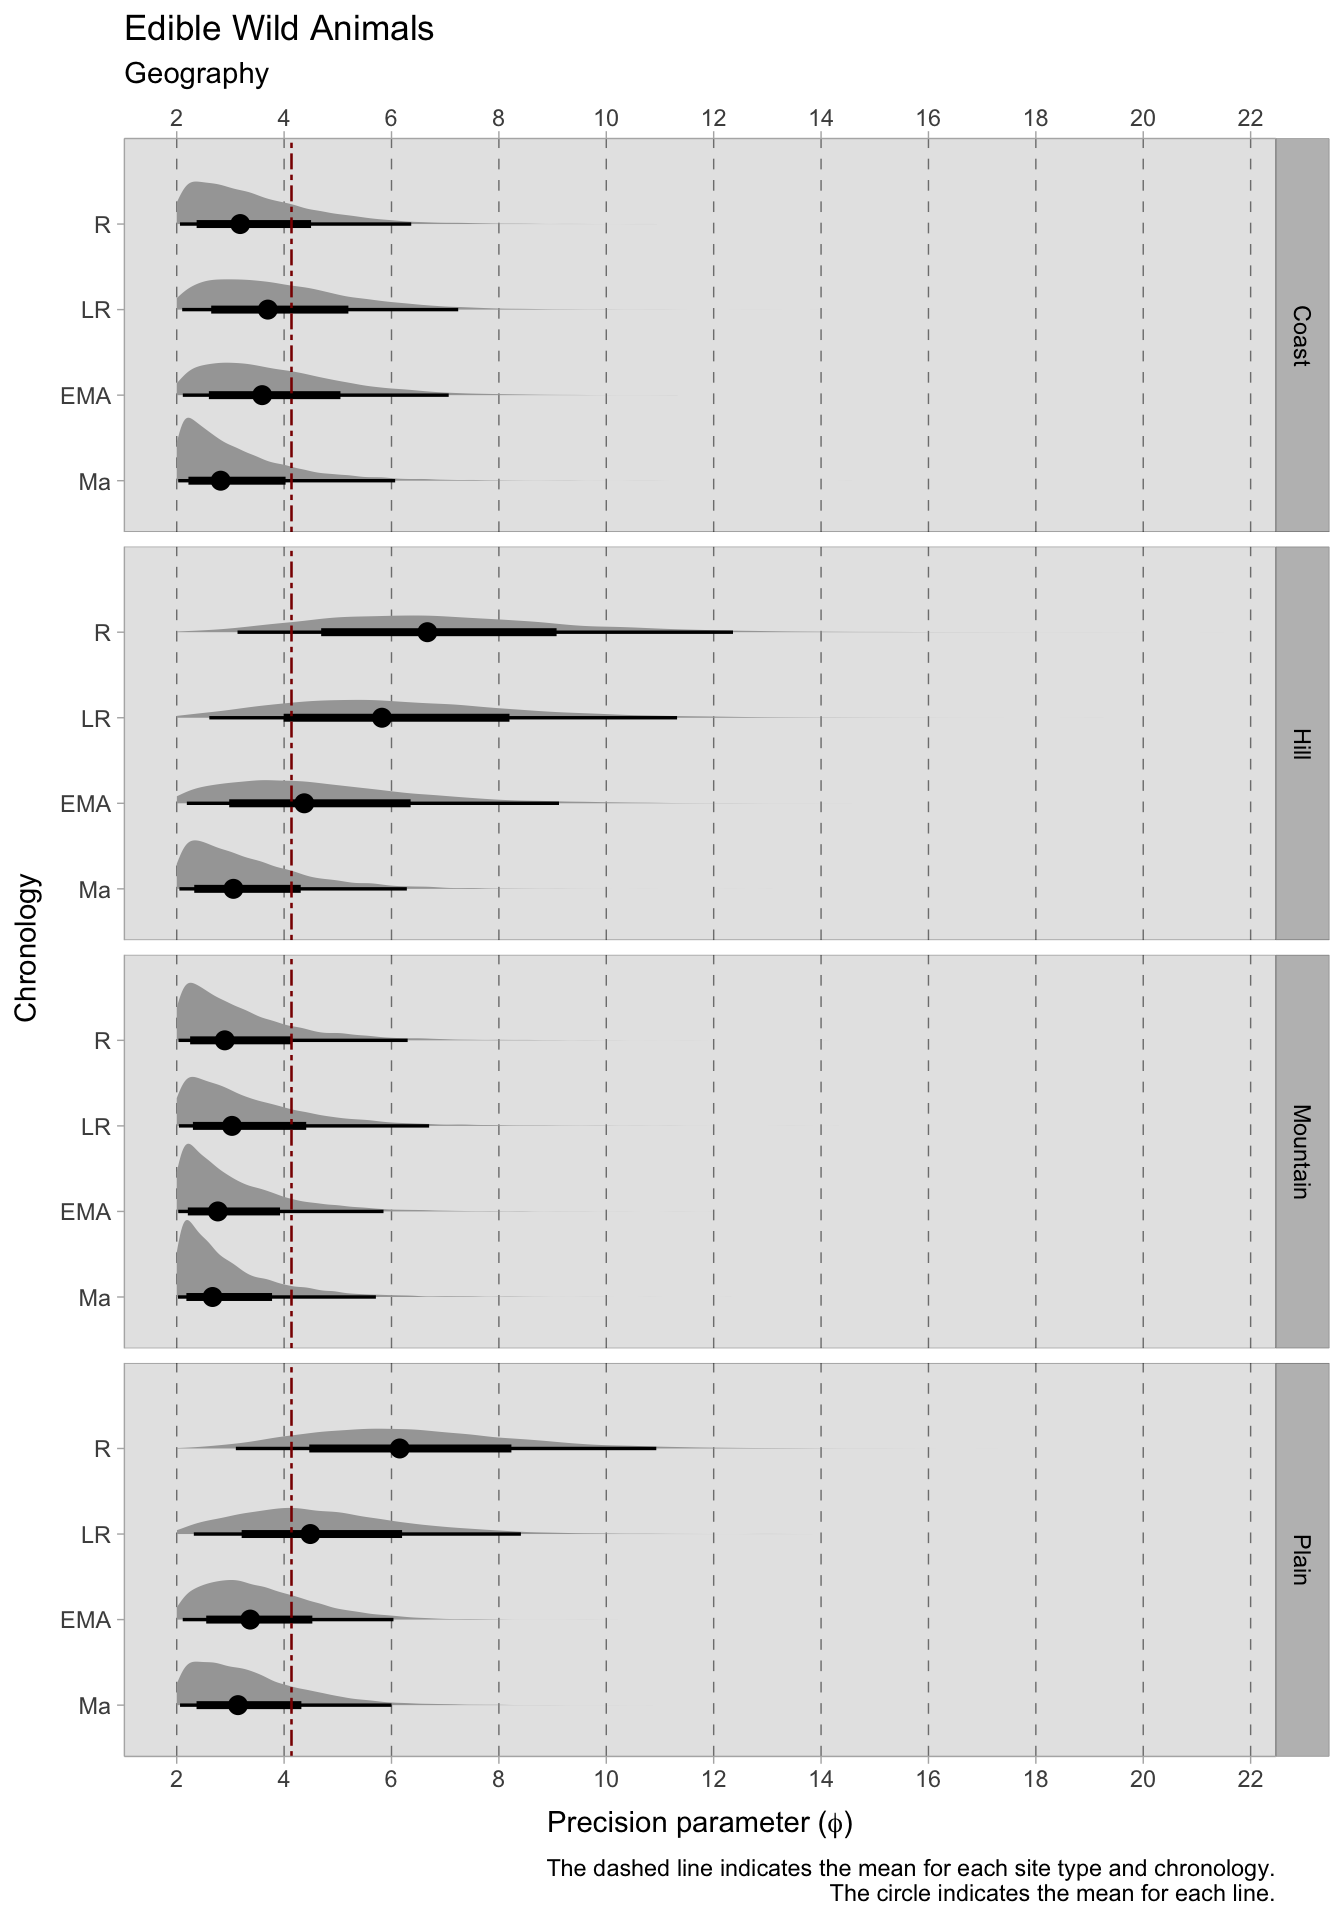 Edible Wild Animals
Geography
2 4 6 8 10 12 14 16 18 20 22
R
LR
EMA
Ma
Coast
R
LR
EMA
Ma
Hill
Chronology
R
LR
EMA
Ma
Mountain
R
LR
EMA
Ma
Plain
2 4 6 8 10 12 14 16 18 20 22
Precision parameter (ϕ)
The dashed line indicates the mean for each site type and chronology.
The circle indicates the mean for each line.